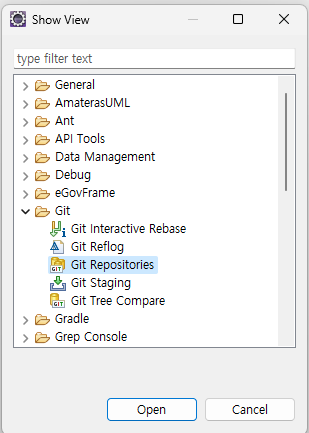 Show View
type filter text
General
AmaterasUML
Ant
API Tools
Data Management
Debug
eGovFrame
Git
Git Interactive Rebase
Git Reflog
Git Repositories
Git Staging
Git Tree Compare
Gradle
Grep Console
Open
Cancel